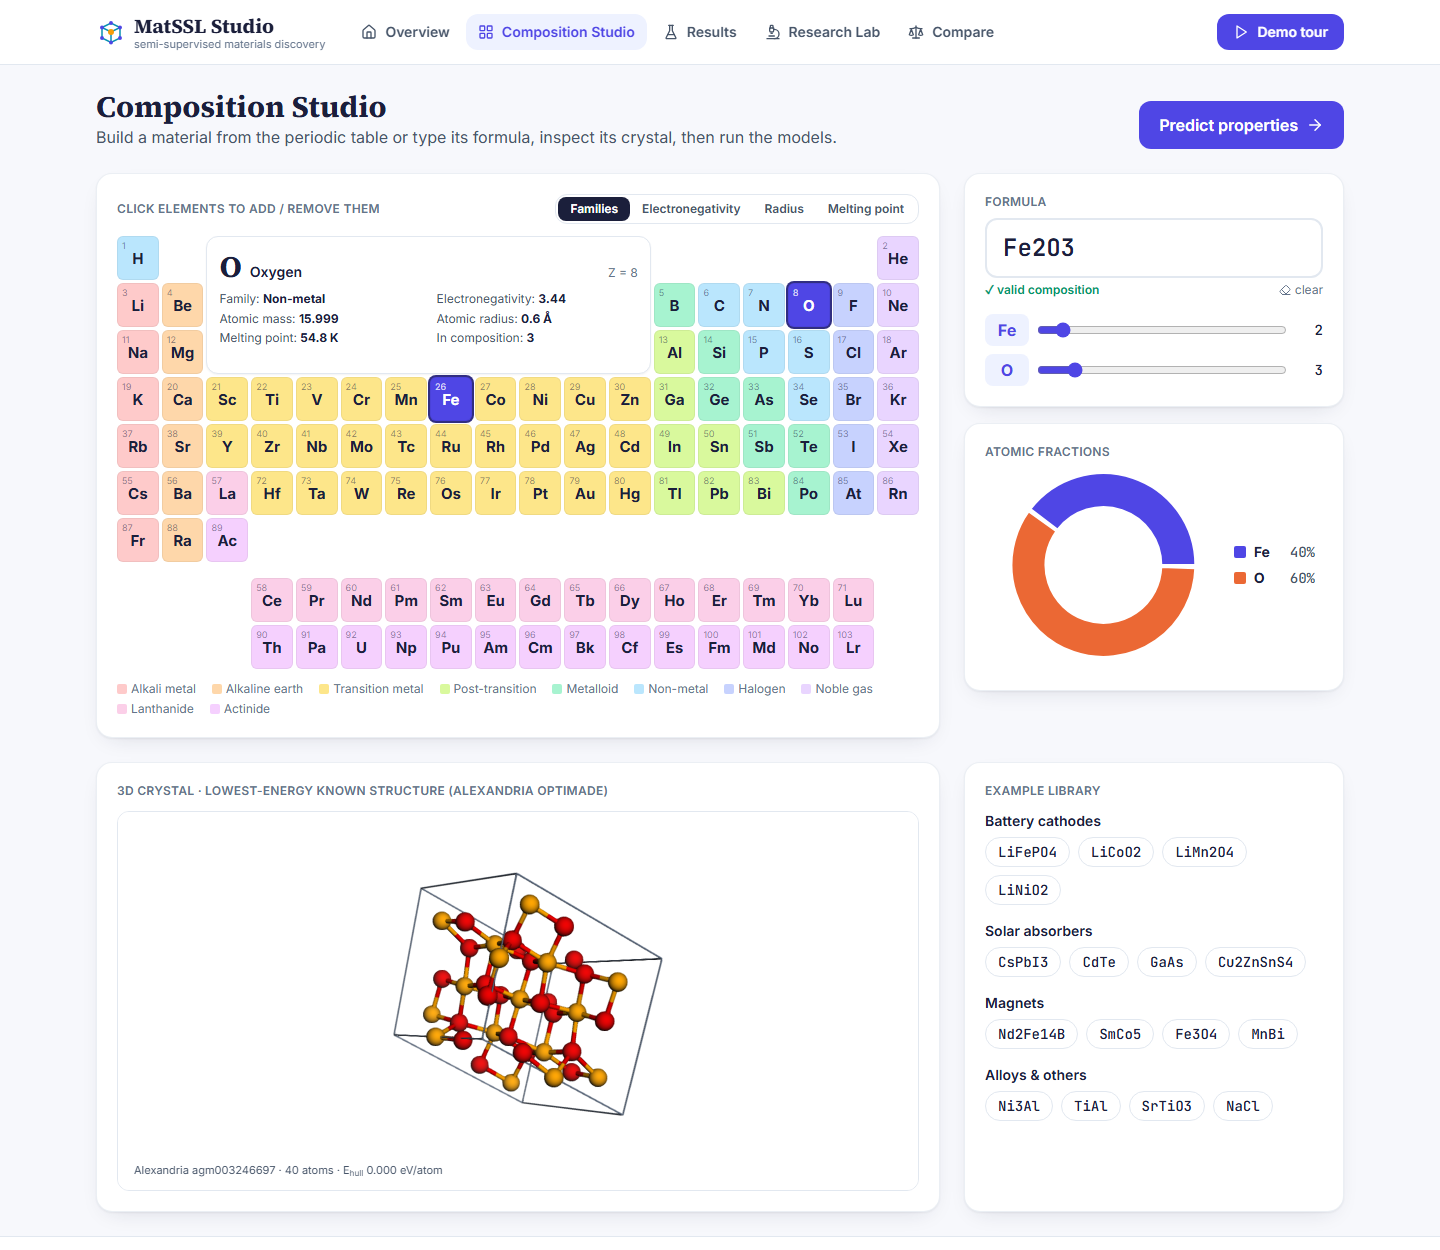 MatSSL Studio
semi-supervised materials discovery
Overview
Composition Studio
Results
Research Lab
Compare
Demo tour
Composition Studio
Build a material from the periodic table or type its formula, inspect its crystal, then run the models.
Predict properties
CLICK ELEMENTS TO ADD / REMOVE THEM
Families Electronegativity Radius Melting point
1 H
2 He
O Oxygen Z = 8
Family: Non-metal Electronegativity: 3.44
Atomic mass: 15.999 Atomic radius: 0.6 Å
Melting point: 54.8 K In composition: 3
3 Li 4 Be 5 B 6 C 7 N 8 O 9 F 10 Ne
11 Na 12 Mg 13 Al 14 Si 15 P 16 S 17 Cl 18 Ar
19 K 20 Ca 21 Sc 22 Ti 23 V 24 Cr 25 Mn 26 Fe 27 Co 28 Ni 29 Cu 30 Zn 31 Ga 32 Ge 33 As 34 Se 35 Br 36 Kr
37 Rb 38 Sr 39 Y 40 Zr 41 Nb 42 Mo 43 Tc 44 Ru 45 Rh 46 Pd 47 Ag 48 Cd 49 In 50 Sn 51 Sb 52 Te 53 I 54 Xe
55 Cs 56 Ba 57 La 72 Hf 73 Ta 74 W 75 Re 76 Os 77 Ir 78 Pt 79 Au 80 Hg 81 Tl 82 Pb 83 Bi 84 Po 85 At 86 Rn
87 Fr 88 Ra 89 Ac
58 Ce 59 Pr 60 Nd 61 Pm 62 Sm 63 Eu 64 Gd 65 Tb 66 Dy 67 Ho 68 Er 69 Tm 70 Yb 71 Lu
90 Th 91 Pa 92 U 93 Np 94 Pu 95 Am 96 Cm 97 Bk 98 Cf 99 Es 100 Fm 101 Md 102 No 103 Lr
Alkali metal Alkaline earth Transition metal Post-transition Metalloid Non-metal Halogen Noble gas
Lanthanide Actinide
FORMULA
Fe2O3
✓ valid composition clear
Fe 2
O 3
ATOMIC FRACTIONS
Fe 40%
O 60%
3D CRYSTAL · LOWEST-ENERGY KNOWN STRUCTURE (ALEXANDRIA OPTIMADE)
Alexandria agm003246697 · 40 atoms · Ehull 0.000 eV/atom
EXAMPLE LIBRARY
Battery cathodes
LiFePO4 LiCoO2 LiMn2O4
LiNiO2
Solar absorbers
CsPbI3 CdTe GaAs Cu2ZnSnS4
Magnets
Nd2Fe14B SmCo5 Fe3O4 MnBi
Alloys & others
Ni3Al TiAl SrTiO3 NaCl